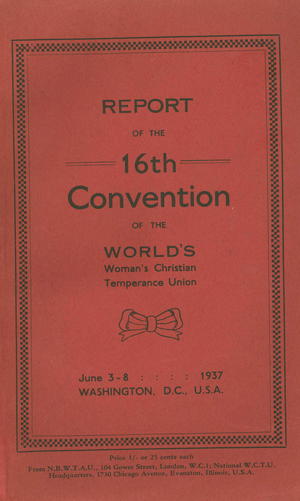 REPORT
OF THE
16th
Convention
OF THE
WORLD'S
Woman's Christian
Temperance Union
June 3-8 : : : : 1937
WASHINGTON, D.C., U.S.A.
Price 1/- or 25 cents each
From N.B.W.T.A.U., 104 Gower Street, London, W.C.1; National W.C.T.U.
Headquarters, 1730 Chicago Avenue, Evanston, Illinois, U.S.A.